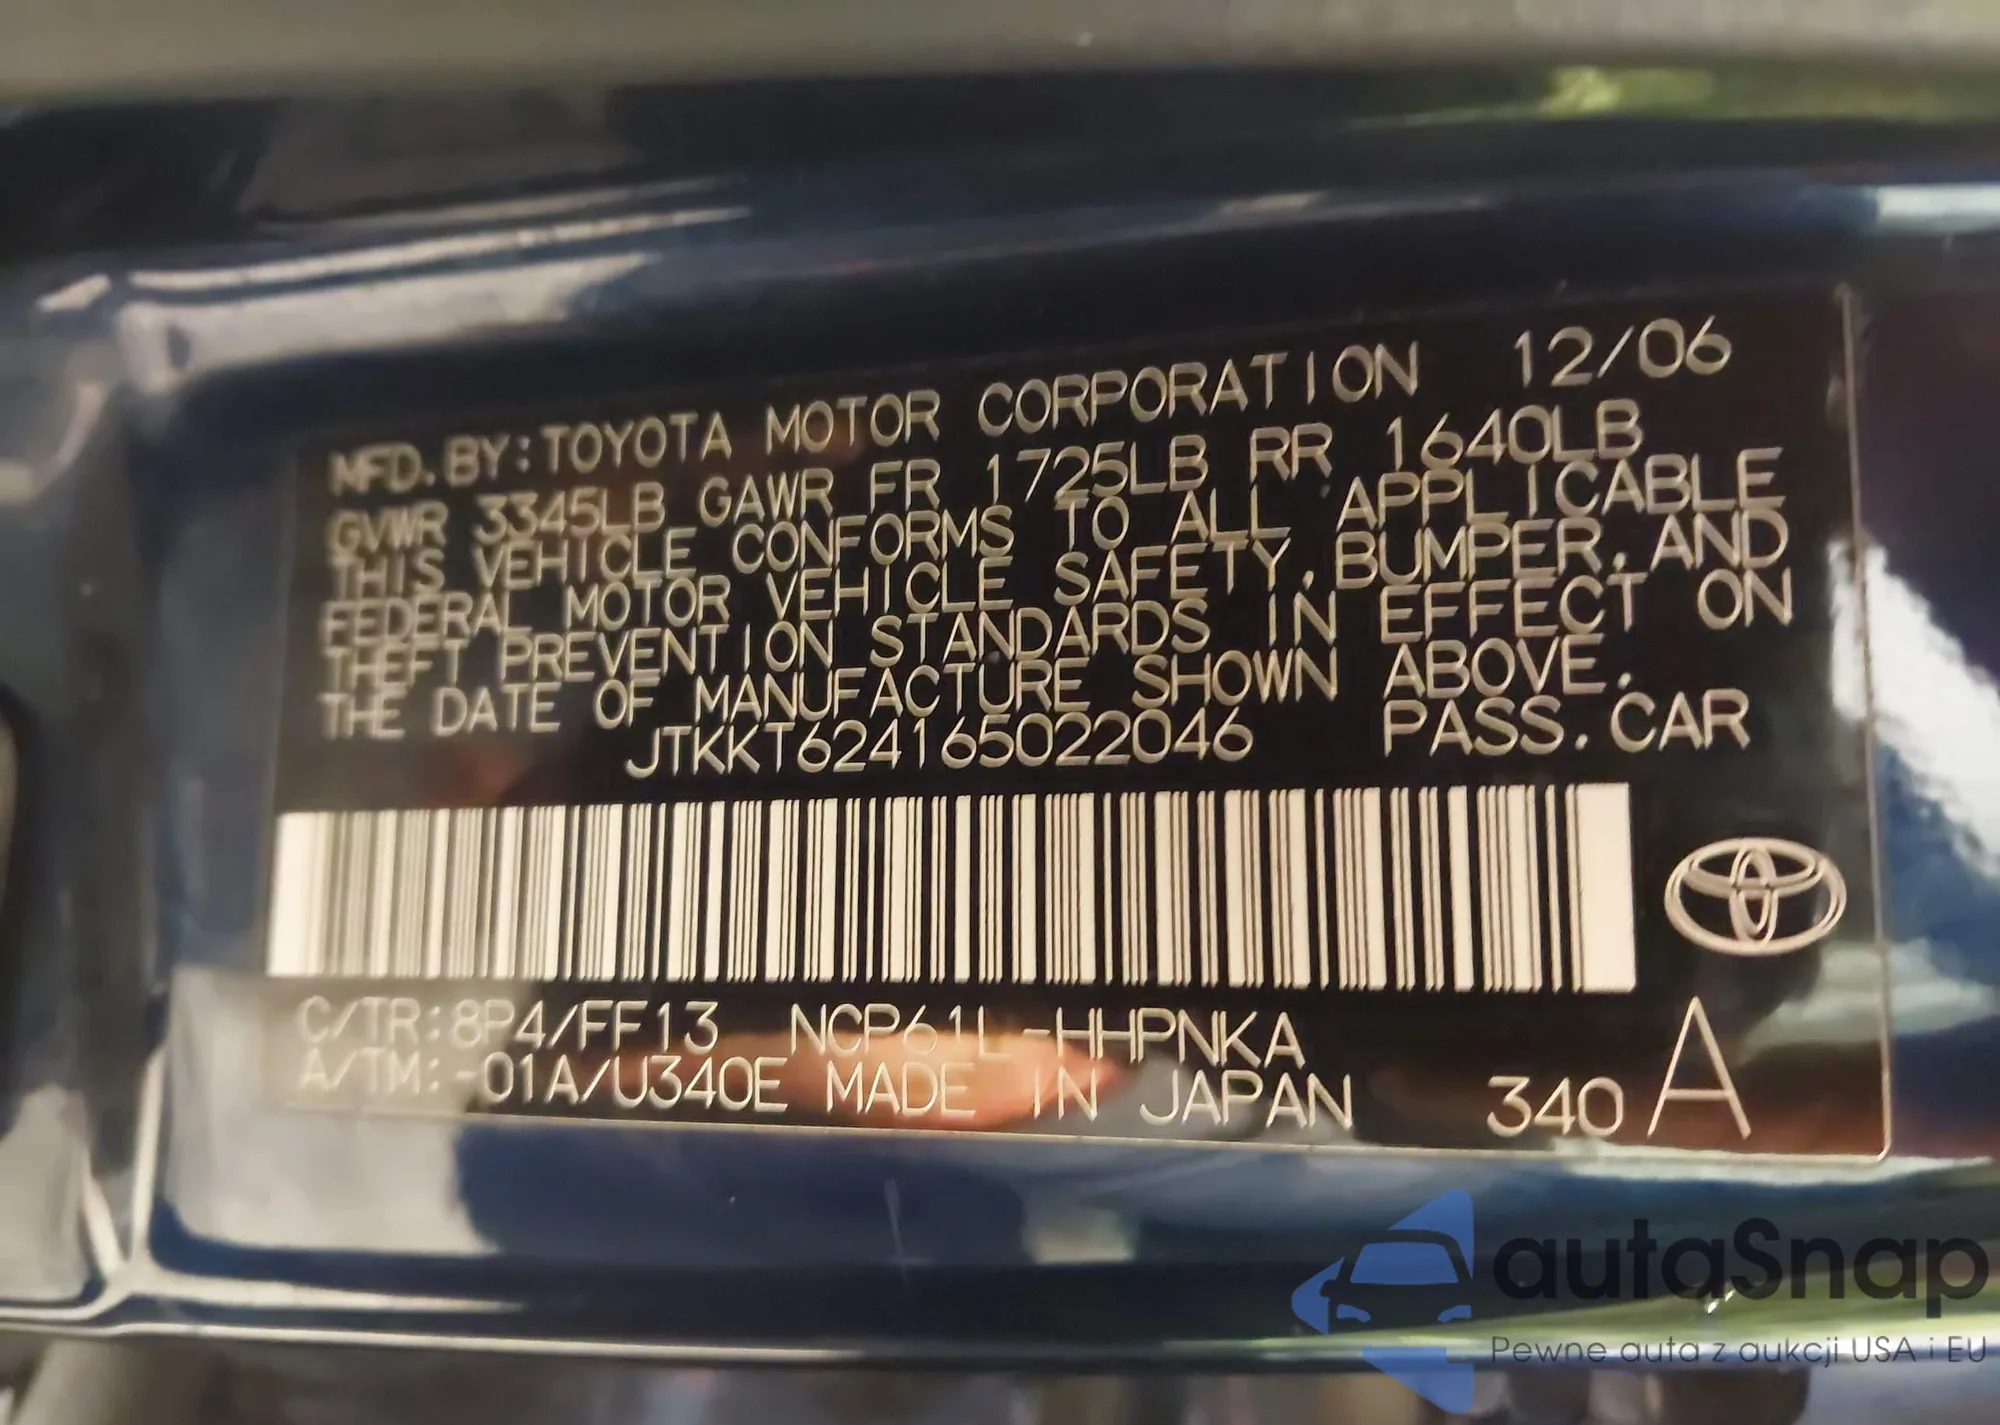 MFD.BY:TOYOTA MOTOR CORPORATION 12/06
GVWR 3345LB GAWR FR 1725LB RR 1640LB
THIS VEHICLE CONFORMS TO ALL APPLICABLE
FEDERAL MOTOR VEHICLE SAFETY, BUMPER, AND
THEFT PREVENTION STANDARDS IN EFFECT ON
THE DATE OF MANUFACTURE SHOWN ABOVE.
JTKKT624165022046 PASS.CAR
C/TR:8P4/FF13 NCP61L-HHPNKA
A/TM:-01A/U340E MADE IN JAPAN 340 A
autaSnap
Pewne auta z aukcji USA i EU